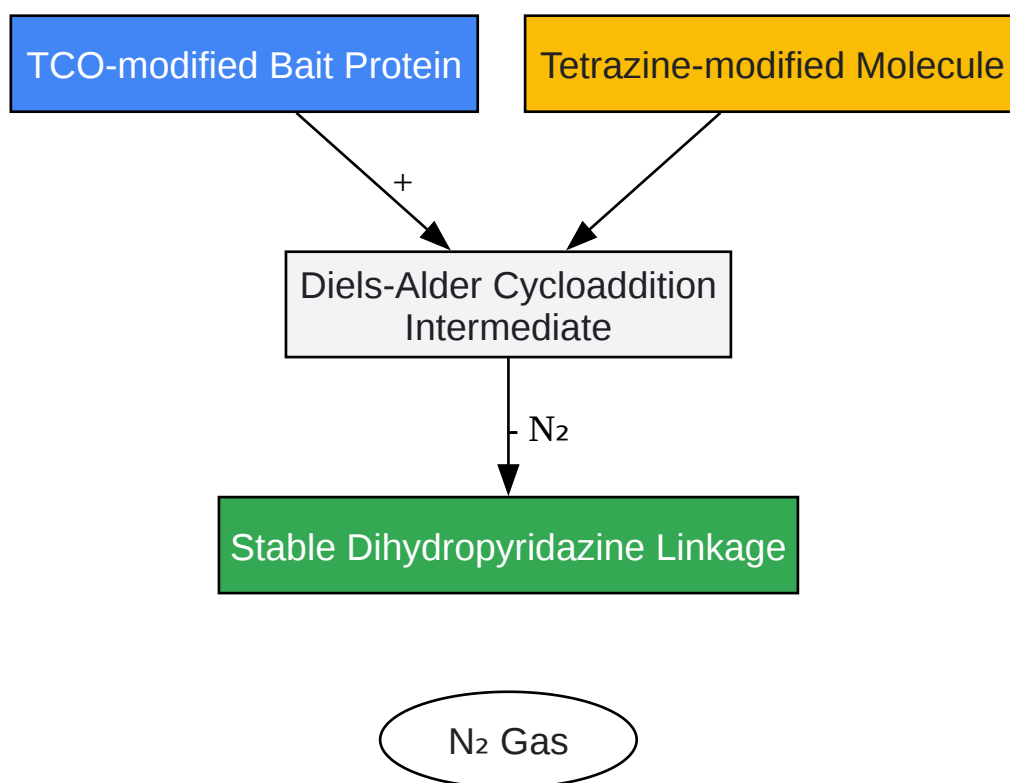 TCO-modified Bait Protein
Tetrazine-modified Molecule
+
Diels-Alder Cycloaddition
Intermediate
- N₂
Stable Dihydropyridazine Linkage
N₂ Gas